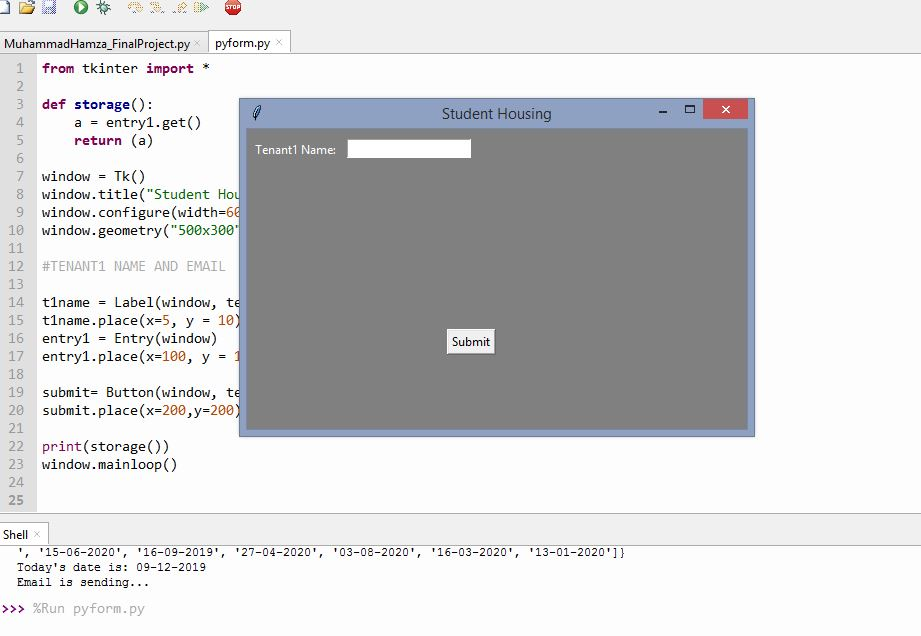 STOP
MuhammadHamza_FinalProject.py × pyform.py ×
1 from tkinter import *
2
3 def storage():
4 a = entry1.get()
5 return (a)
6
7 window = Tk()
8 window.title("Student Hou
9 window.configure(width=60
10 window.geometry("500x300"
11
12 #TENANT1 NAME AND EMAIL
13
14 t1name = Label(window, te
15 t1name.place(x=5, y = 10)
16 entry1 = Entry(window)
17 entry1.place(x=100, y = 1
18
19 submit= Button(window, te
20 submit.place(x=200,y=200)
21
22 print(storage())
23 window.mainloop()
24
25
Student Housing
Tenant1 Name:
Submit
Shell ×
', '15-06-2020', '16-09-2019', '27-04-2020', '03-08-2020', '16-03-2020', '13-01-2020']}
Today's date is: 09-12-2019
Email is sending...
>>> %Run pyform.py